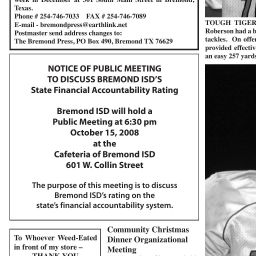 week in December at 301 South Main Street in Bremond,
Texas.
Phone # 254-746-7033 FAX # 254-746-7089
E-mail - bremondpress@earthlink.net
Postmaster send address changes to:
The Bremond Press, PO Box 490, Bremond TX 76629
NOTICE OF PUBLIC MEETING
TO DISCUSS BREMOND ISD'S
State Financial Accountability Rating
Bremond ISD will hold a
Public Meeting at 6:30 pm
October 15, 2008
at the
Cafeteria of Bremond ISD
601 W. Collin Street
The purpose of this meeting is to discuss
Bremond ISD's rating on the
state's financial accountability system.
To Whoever Weed-Eated
in front of my store –
THANK YOU
Community Christmas
Dinner Organizational
Meeting
TOUGH TIGER
Roberson had a b
tackles. On offen
provided effectiv
an easy 257 yards